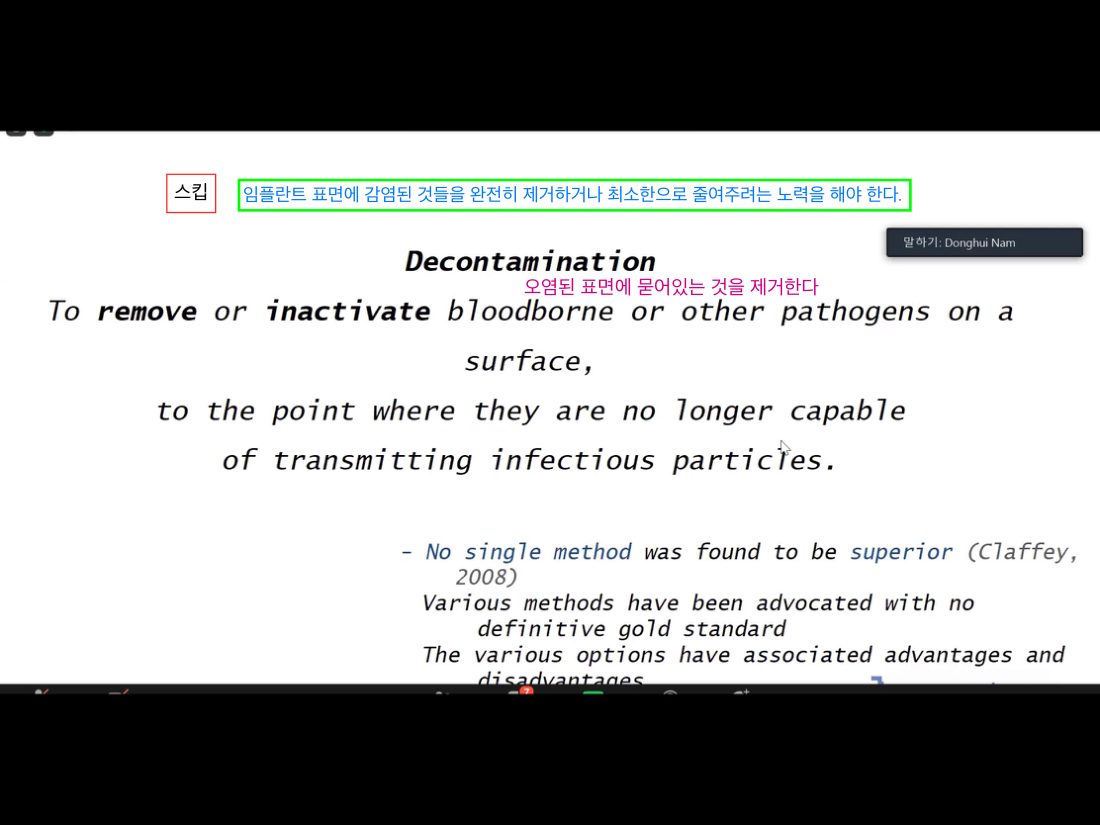 스킵
임플란트 표면에 감염된 것들을 완전히 제거하거나 최소한으로 줄여주려는 노력을 해야 한다.
말하기: Donghui Nam
Decontamination
오염된 표면에 묻어있는 것을 제거한다
To remove or inactivate bloodborne or other pathogens on a
surface,
to the point where they are no longer capable
of transmitting infectious particles.
- No single method was found to be superior (Claffey,
2008)
Various methods have been advocated with no
definitive gold standard
The various options have associated advantages and
disadvantages
7